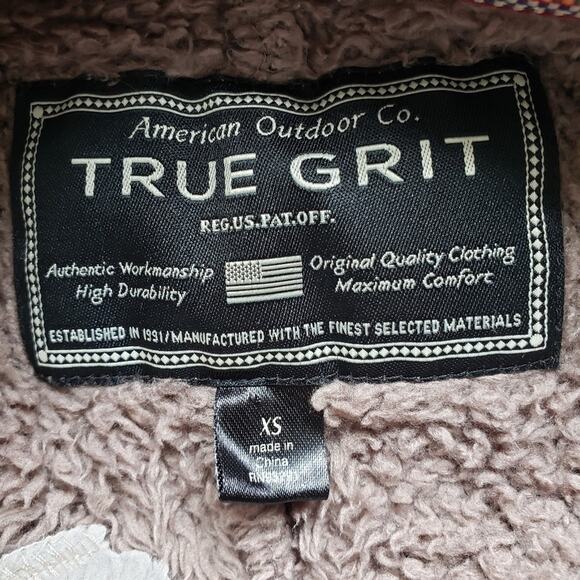 American Outdoor Co.
TRUE GRIT
REG.US.PAT.OFF.
Authentic Workmanship
High Durability
Original Quality Clothing
Maximum Comfort
ESTABLISHED IN 1991/MANUFACTURED WITH THE FINEST SELECTED MATERIALS
XS
made in
China